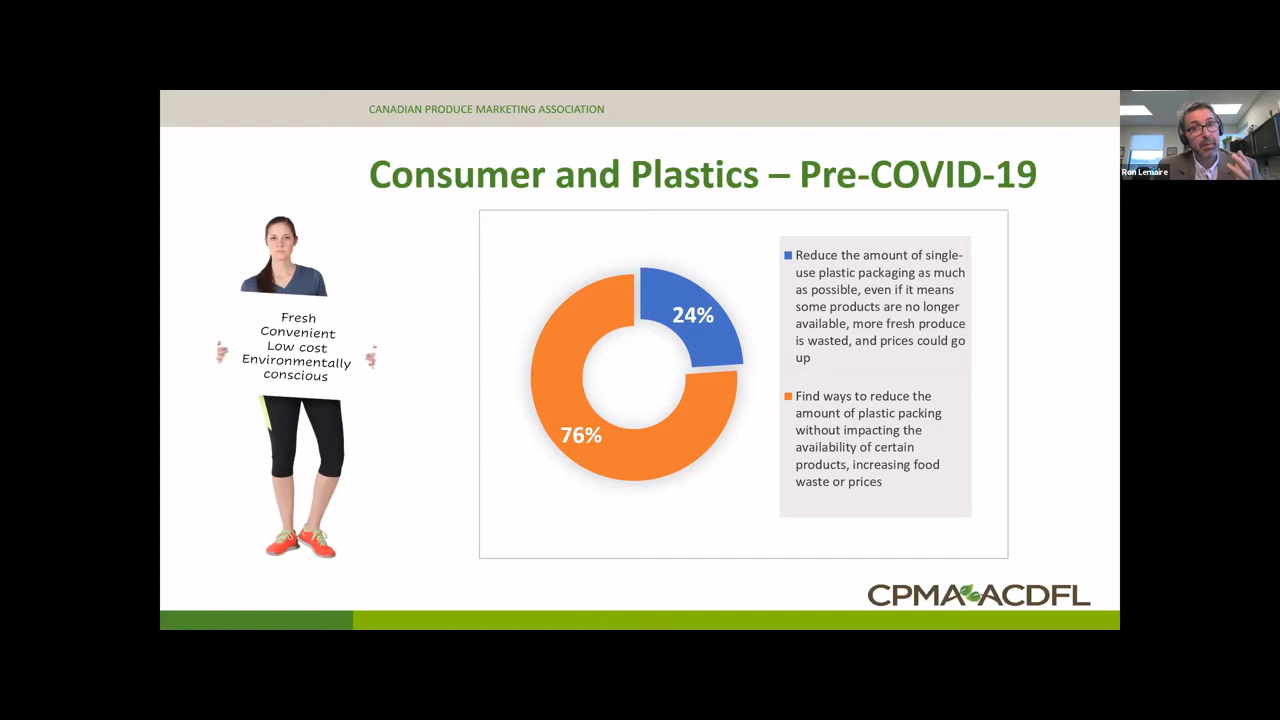 CANADIAN PRODUCE MARKETING ASSOCIATION
Consumer and Plastics – Pre-COVID-19
Ron Lemaire
Fresh
Convenient
Low cost
Environmentally
conscious
24%
76%
Reduce the amount of single-
use plastic packaging as much
as possible, even if it means
some products are no longer
available, more fresh produce
is wasted, and prices could go
up
Find ways to reduce the
amount of plastic packing
without impacting the
availability of certain
products, increasing food
waste or prices
CPMA ACDFL